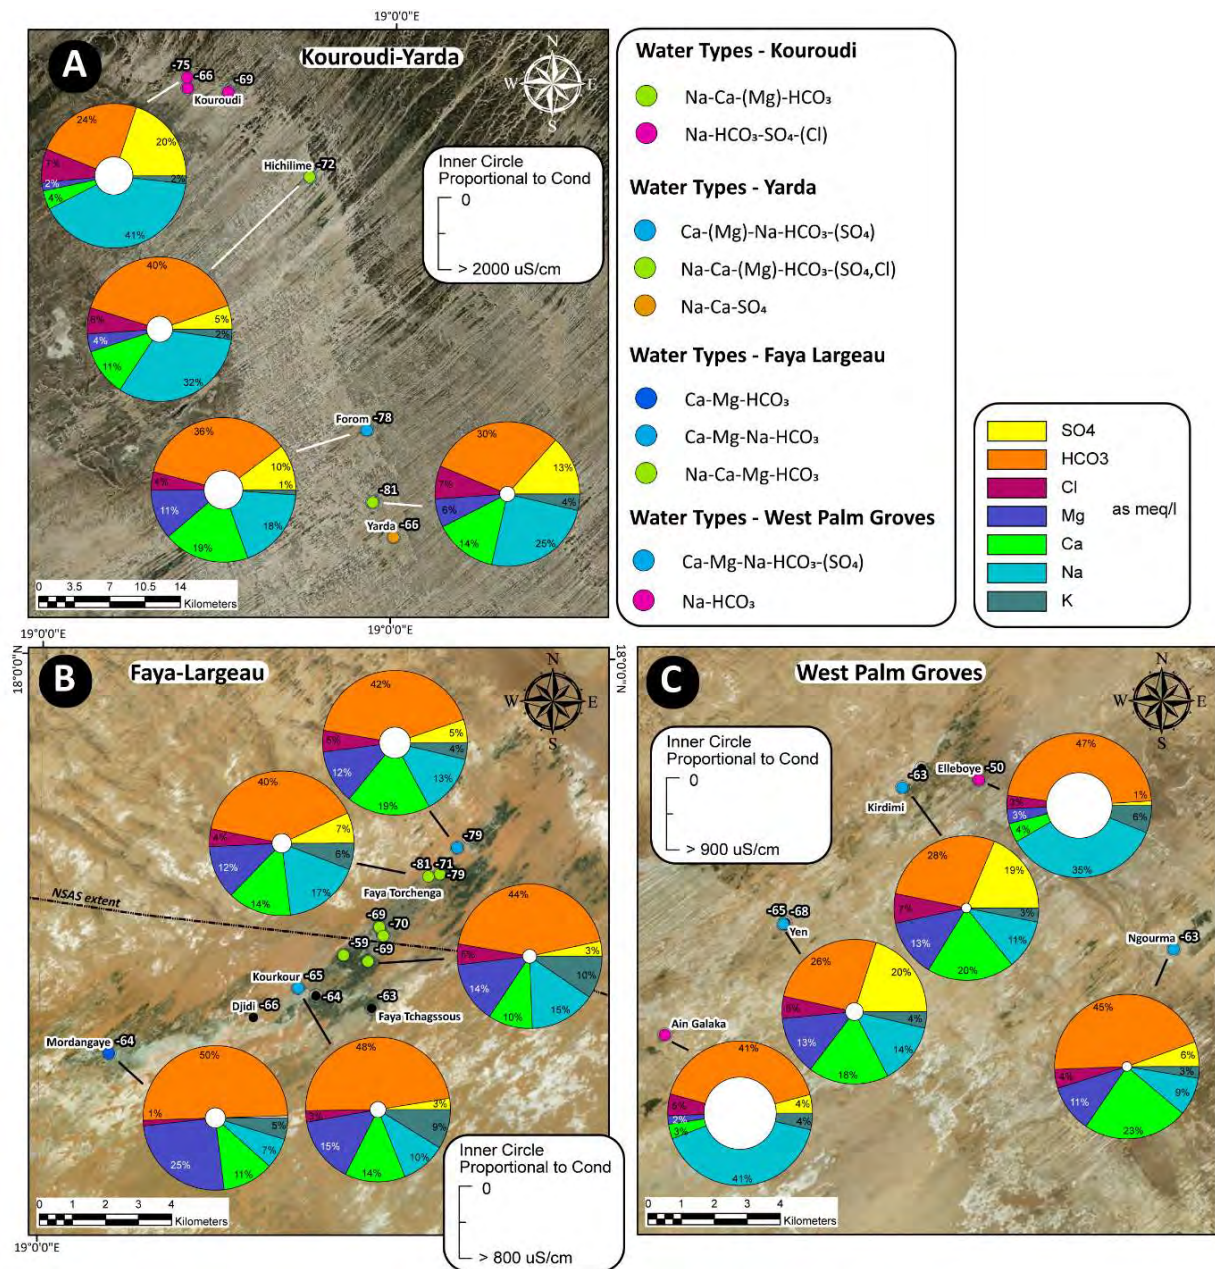 19°0'0"E
A
Kouroudi-Yarda
N
W E
S
-75
-66
-69
Kouroudi
24%
20%
7%
2%
2%
4%
41%
Hichilime -72
Inner Circle
Proportional to Cond
0
> 2000 uS/cm
40%
6%
5%
4%
2%
11%
32%
Forom -78
36%
10%
4%
1%
11%
18%
19%
-81
Yarda -66
30%
13%
7%
4%
6%
14%
25%
0 3.5 7 10.5 14
Kilometers
Water Types - Kouroudi
Na-Ca-(Mg)-HCO₃
Na-HCO₃-SO₄-(Cl)
Water Types - Yarda
Ca-(Mg)-Na-HCO₃-(SO₄)
Na-Ca-(Mg)-HCO₃-(SO₄,Cl)
Na-Ca-SO₄
Water Types - Faya Largeau
Ca-Mg-HCO₃
Ca-Mg-Na-HCO₃
Na-Ca-Mg-HCO₃
Water Types - West Palm Groves
Ca-Mg-Na-HCO₃-(SO₄)
Na-HCO₃
SO4
HCO3
Cl
Mg
as meq/l
Ca
Na
K
19°0'0"E
19°0'0"E
18°0'0"N
18°0'0"N
B
Faya-Largeau
N
W E
S
42%
5%
4%
12%
13%
19%
40%
7%
4%
6%
12%
17%
14%
-79
-81
-71
-79
Faya Torchenga
NSAS extent
-69
-70
-59
-69
44%
3%
10%
14%
15%
10%
Kourkour -65
-64
Djidi -66
-63
Faya Tchagssous
Mordangaye -64
50%
1%
5%
7%
25%
11%
48%
3%
9%
15%
10%
14%
0 1 2 3 4
Kilometers
Inner Circle
Proportional to Cond
0
> 800 uS/cm
19°0'0"E
C
West Palm Groves
N
W E
S
Inner Circle
Proportional to Cond
0
> 900 uS/cm
-63
Kirdimi
Elleboye -50
47%
1%
6%
3%
4%
35%
28%
19%
7%
3%
13%
11%
20%
-65 -68
Yen
26%
20%
4%
13%
14%
18%
Ngourma -63
45%
6%
4%
3%
11%
9%
23%
Ain Galaka
41%
5%
4%
2%
4%
3%
41%
0 1 2 3 4
Kilometers